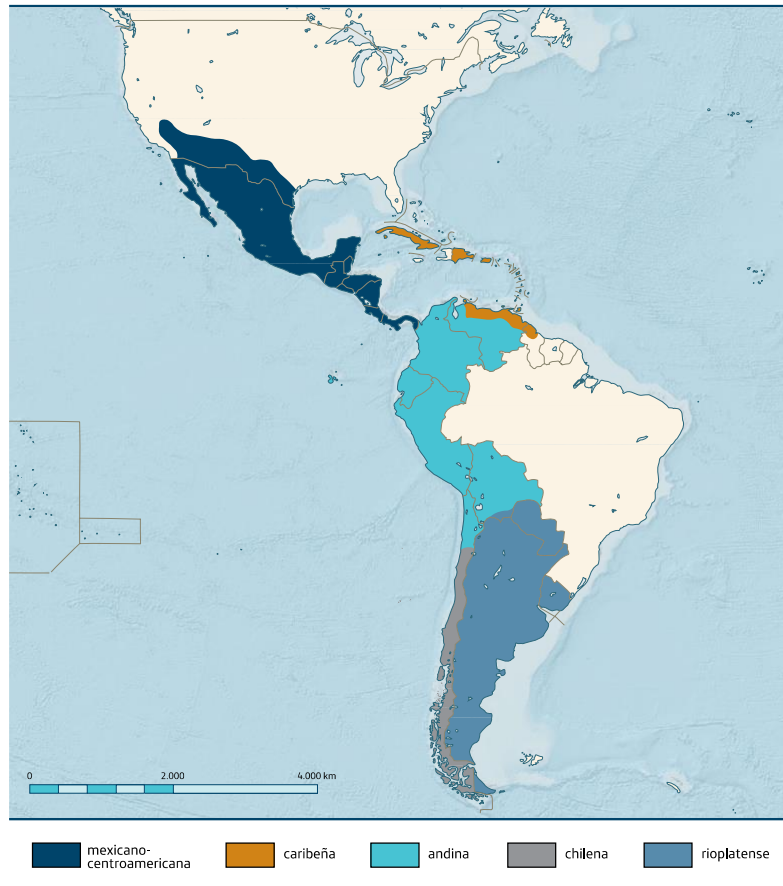 0 2.000 4.000 km
mexicano-
centroamericana
caribeña
andina
chilena
rioplatense